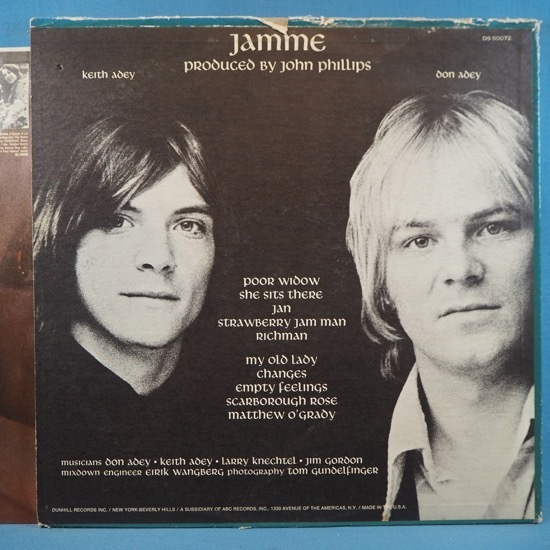 JAMME
DS 50072
PRODUCED BY JOHN PHILLIPS
KEITH ADEY
DON ADEY
POOR WIDOW
SHE SITS THERE
JAN
STRAWBERRY JAM MAN
RICHMAN
MY OLD LADY
CHANGES
EMPTY FEELINGS
SCARBOROUGH ROSE
MATTHEW O'GRADY
MUSICIANS DON ADEY • KEITH ADEY • LARRY KNECHTEL • JIM GORDON
MIXDOWN ENGINEER EIRIK WANGBERG PHOTOGRAPHY TOM GUNDELFINGER
DUNHILL RECORDS INC. / NEW YORK-BEVERLY HILLS / A SUBSIDIARY OF ABC RECORDS, INC., 1330 AVENUE OF THE AMERICAS, N.Y. / MADE IN THE U.S.A.